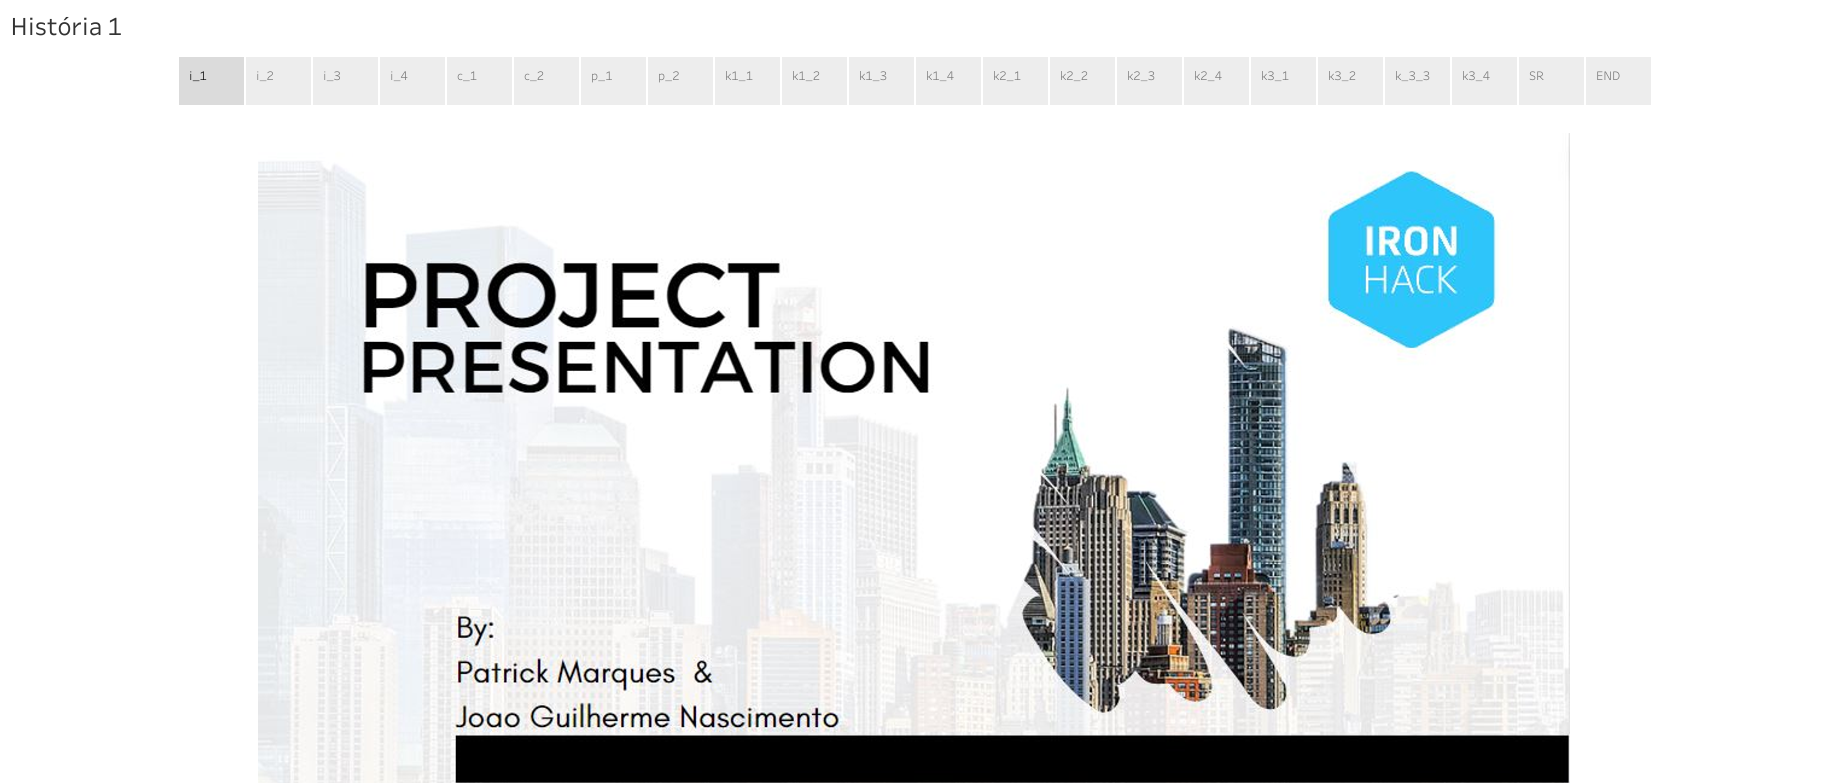 História 1
i_1 i_2 i_3 i_4 c_1 c_2 p_1 p_2 k1_1 k1_2 k1_3 k1_4 k2_1 k2_2 k2_3 k2_4 k3_1 k3_2 k_3_3 k3_4 SR END
IRON
HACK
PROJECT
PRESENTATION
By:
Patrick Marques &
Joao Guilherme Nascimento